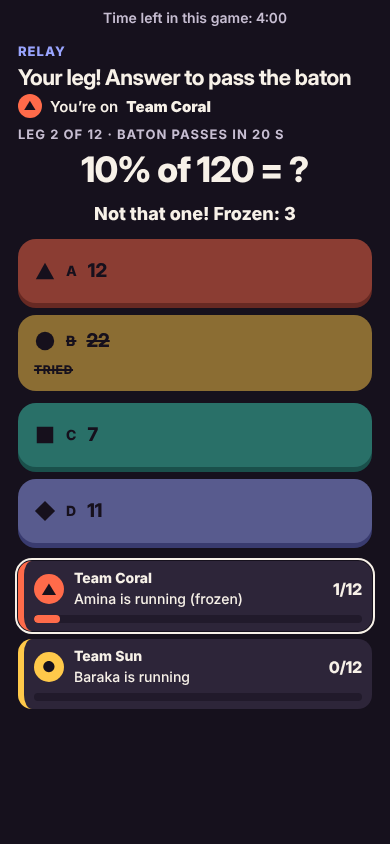 Time left in this game: 4:00
RELAY
Your leg! Answer to pass the baton
You're on Team Coral
LEG 2 OF 12 · BATON PASSES IN 20 S
10% of 120 = ?
Not that one! Frozen: 3
A 12
B 22
TRIED
C 7
D 11
Team Coral
Amina is running (frozen)
1/12
Team Sun
Baraka is running
0/12